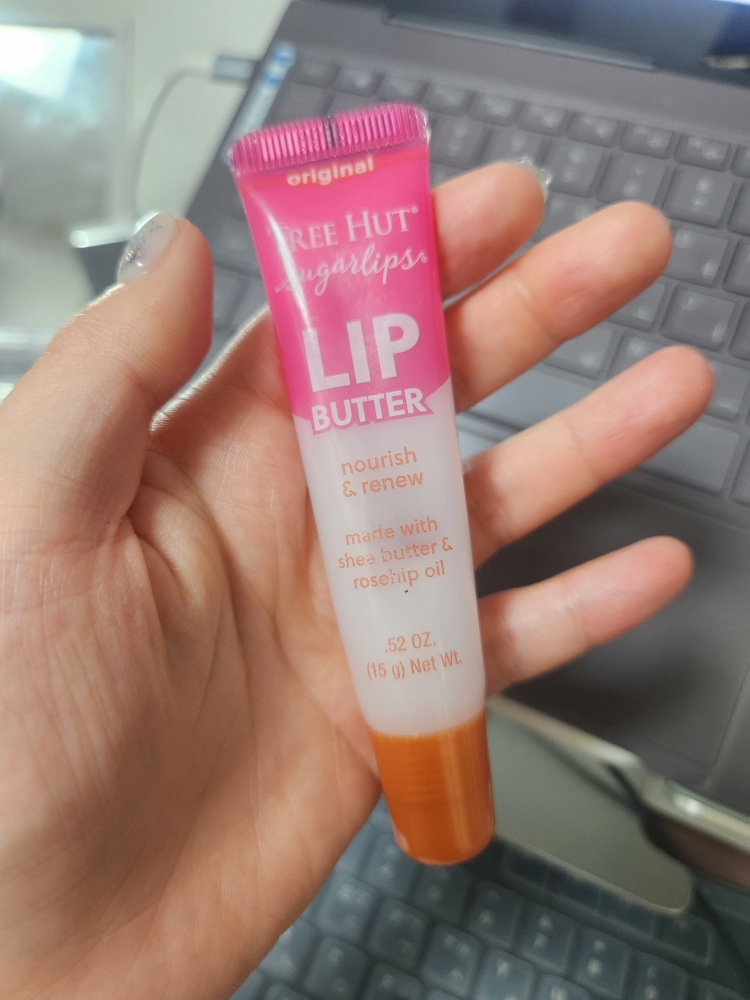 original
TREE HUT®
sugarlips®
LIP
BUTTER
nourish
& renew
made with
shea butter &
rosehip oil
.52 OZ.
(15 g) Net Wt.